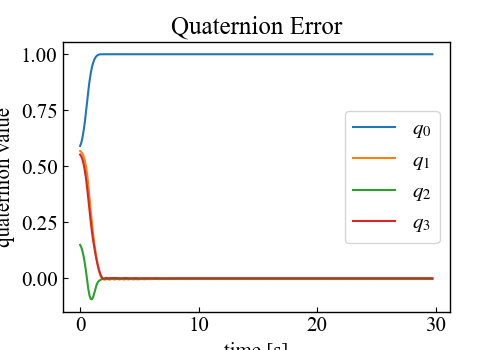 Quaternion Error
1.00
0.75
0.50
0.25
0.00
quaternion value
q0
q1
q2
q3
0
10
20
30
time [s]